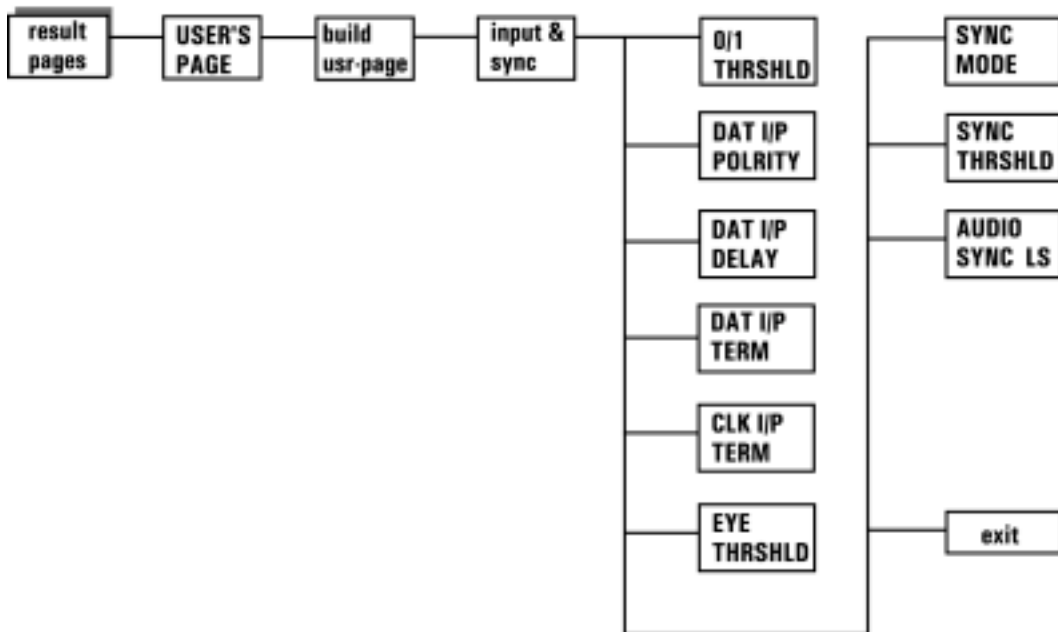 result
pages
USER"S
PAGE
build
usr-page
input &
sync
0/1
THRSHLD
DAT I/P
POLRITY
DAT I/P
DELAY
DAT I/P
TERM
CLK I/P
TERM
EYE
THRSHLD
SYNC
MODE
SYNC
THRSHLD
AUDIO
SYNC LS
exit